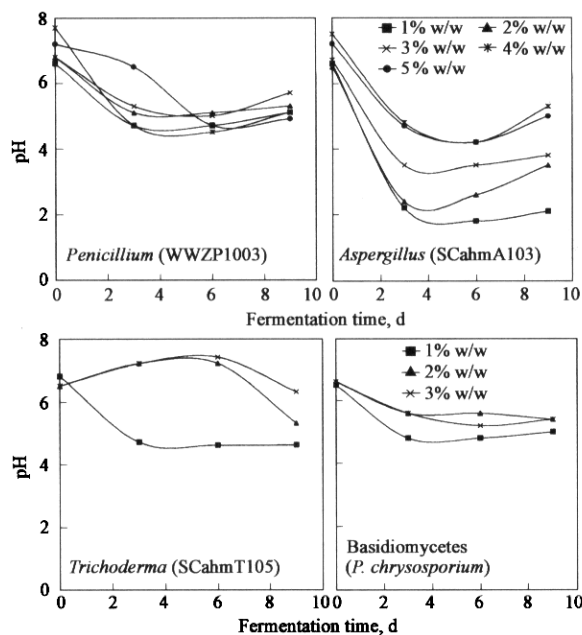 8
6
4
2
0
pH
Penicillium (WWZP1003)
0 2 4 6 8 10
1% w/w 2% w/w
3% w/w 4% w/w
5% w/w
Aspergillus (SCahmA103)
0 2 4 6 8 10
Fermentation time, d
Fermentation time, d
8
6
4
2
0
pH
Trichoderma (SCahmT105)
0 2 4 6 8 10
1% w/w
2% w/w
3% w/w
Basidiomycetes
(P. chrysosporium)
0 2 4 6 8 10
Fermentation time, d